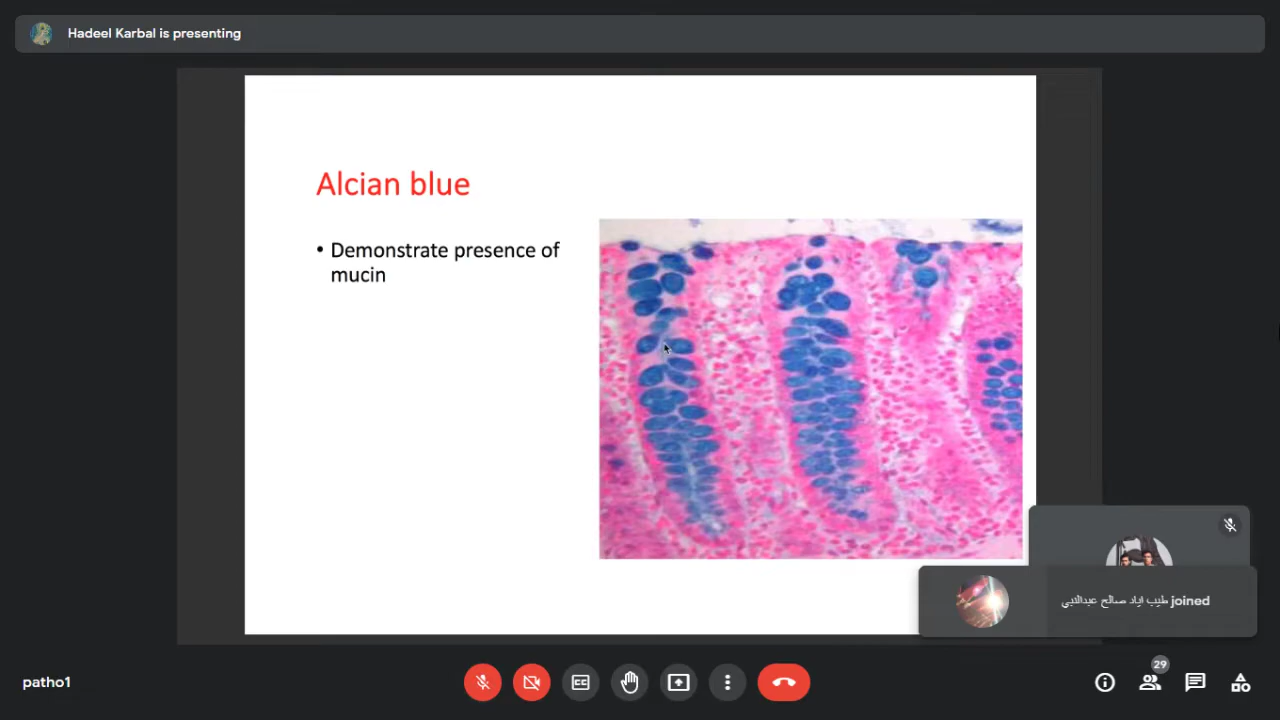 Hadeel Karbal is presenting
Alcian blue
• Demonstrate presence of
mucin
طيب اياد صالح عبدالنبي joined
CC
29
patho1